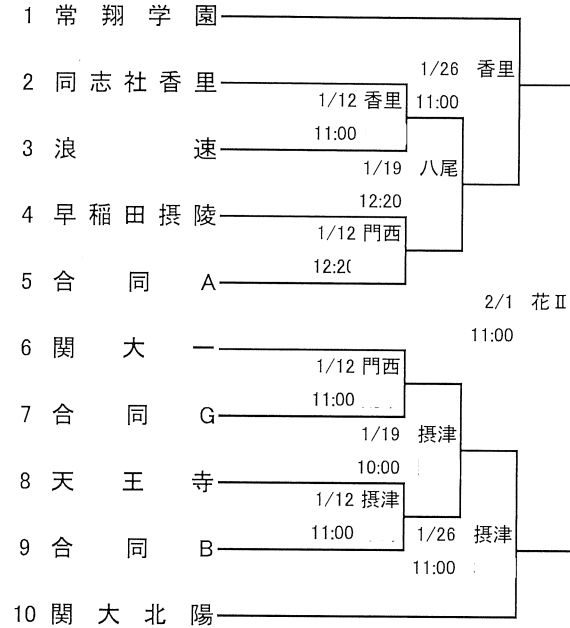 1 常翔学園
1/26 香里
2 同志社香里
1/12 香里 11:00
11:00
3 浪速
1/19 八尾
12:20
4 早稲田摂陵
1/12 門西
12:20
5 合同A
2/1 花Ⅱ
11:00
6 関大一
1/12 門西
11:00
7 合同G
1/19 摂津
10:00
8 天王寺
1/12 摂津
11:00 1/26 摂津
9 合同B
11:00
10 関大北陽